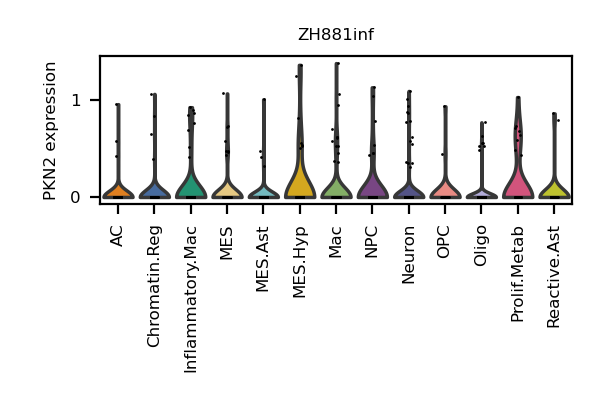 ZH881inf
PKN2 expression
1
0
AC
Chromatin.Reg
Inflammatory.Mac
MES
MES.Ast
MES.Hyp
Mac
NPC
Neuron
OPC
Oligo
Prolif.Metab
Reactive.Ast